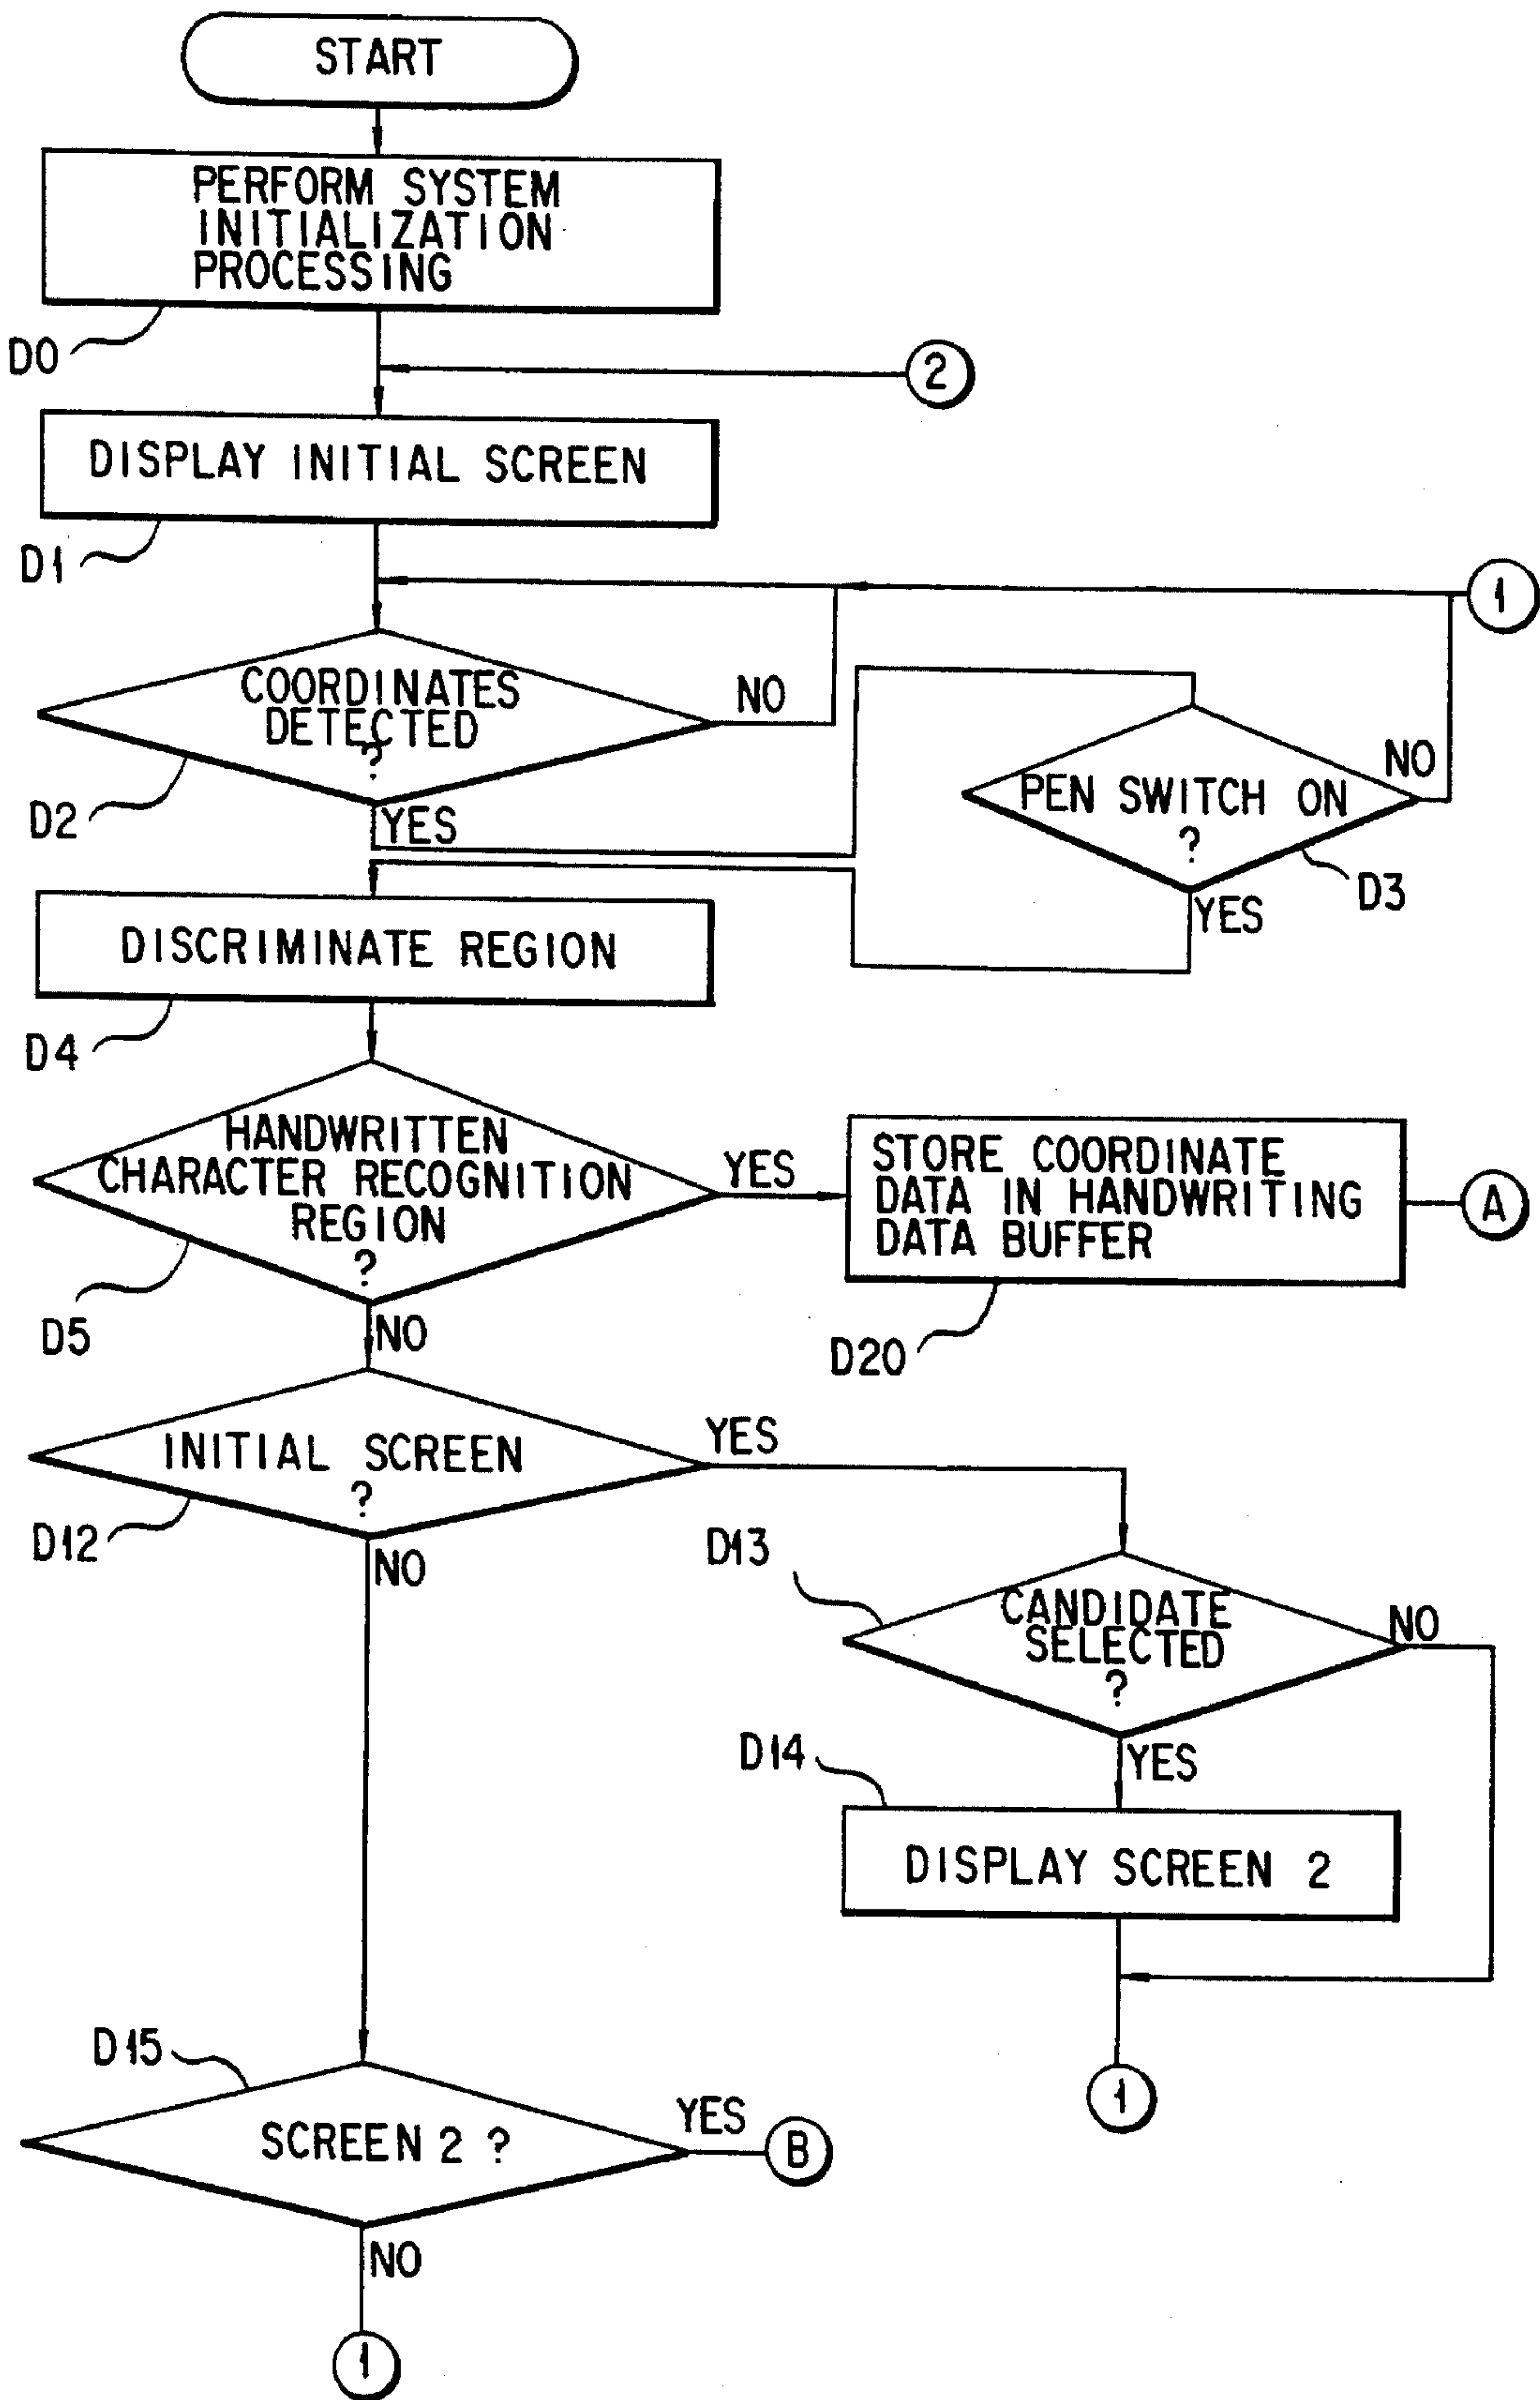 START
PERFORM SYSTEM
INITIALIZATION
PROCESSING
D0
2
DISPLAY INITIAL SCREEN
D1
1
COORDINATES
DETECTED
?
NO
D2
YES
PEN SWITCH ON
?
NO
D3
YES
DISCRIMINATE REGION
D4
HANDWRITTEN
CHARACTER RECOGNITION
REGION
?
YES
D5
NO
STORE COORDINATE
DATA IN HANDWRITING
DATA BUFFER
A
D20
INITIAL SCREEN
?
YES
D12
NO
D13
CANDIDATE
SELECTED
?
NO
YES
D14
DISPLAY SCREEN 2
1
D15
SCREEN 2 ?
YES
B
NO
1